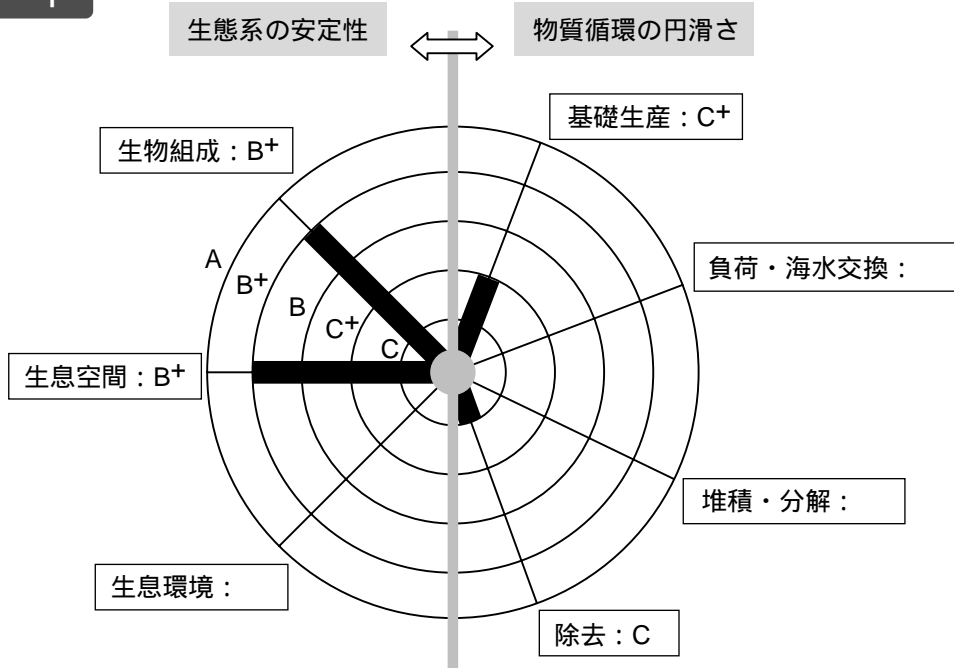 生態系の安定性
物質循環の円滑さ
基礎生産：C+
生物組成：B+
負荷・海水交換：
A
B+
B
C+
C
生息空間：B+
堆積・分解：
生息環境：
除去：C